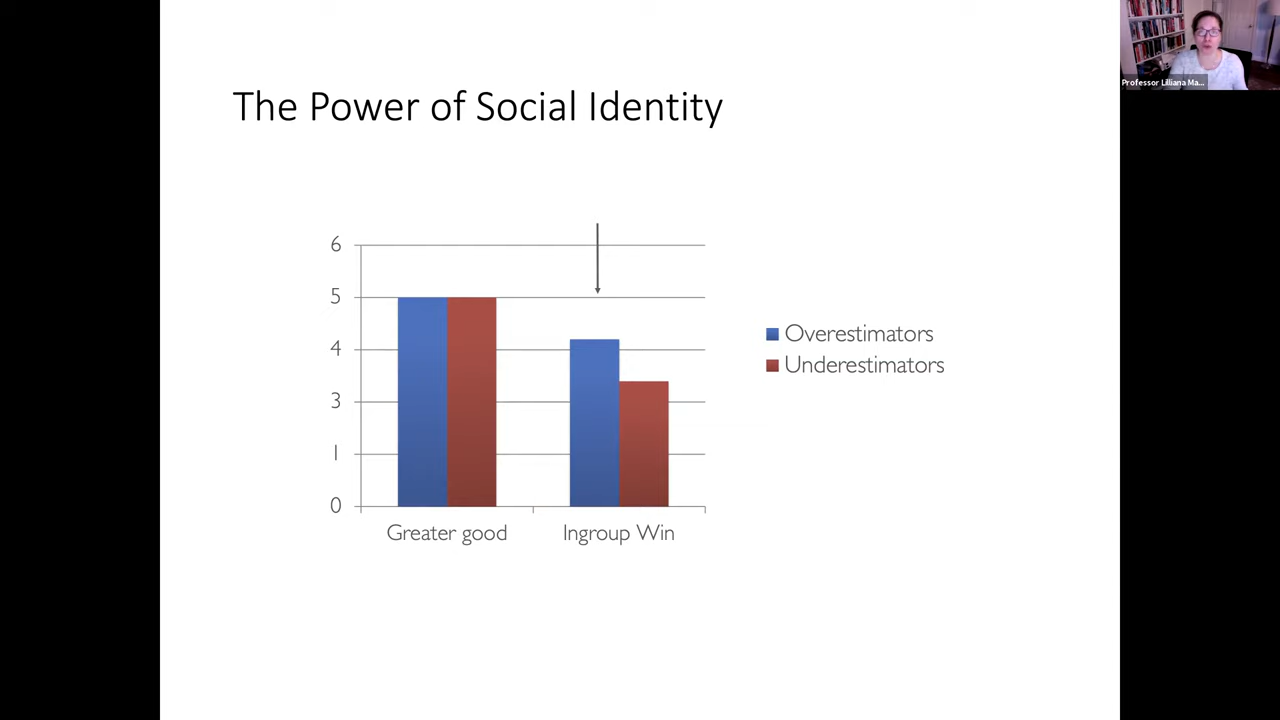 Professor Lilliana Ma...
The Power of Social Identity
6
5
4
3
1
0
Greater good
Ingroup Win
Overestimators
Underestimators